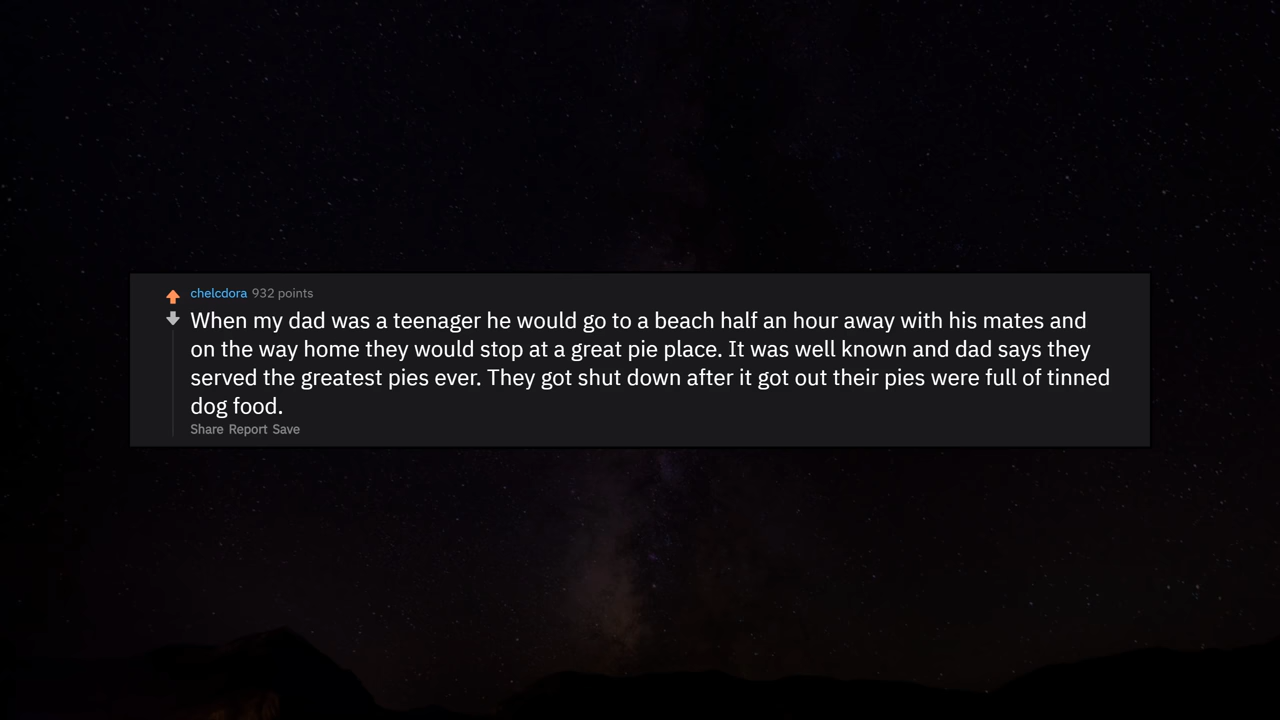 chelcdora 932 points
When my dad was a teenager he would go to a beach half an hour away with his mates and
on the way home they would stop at a great pie place. It was well known and dad says they
served the greatest pies ever. They got shut down after it got out their pies were full of tinned
dog food.
Share Report Save